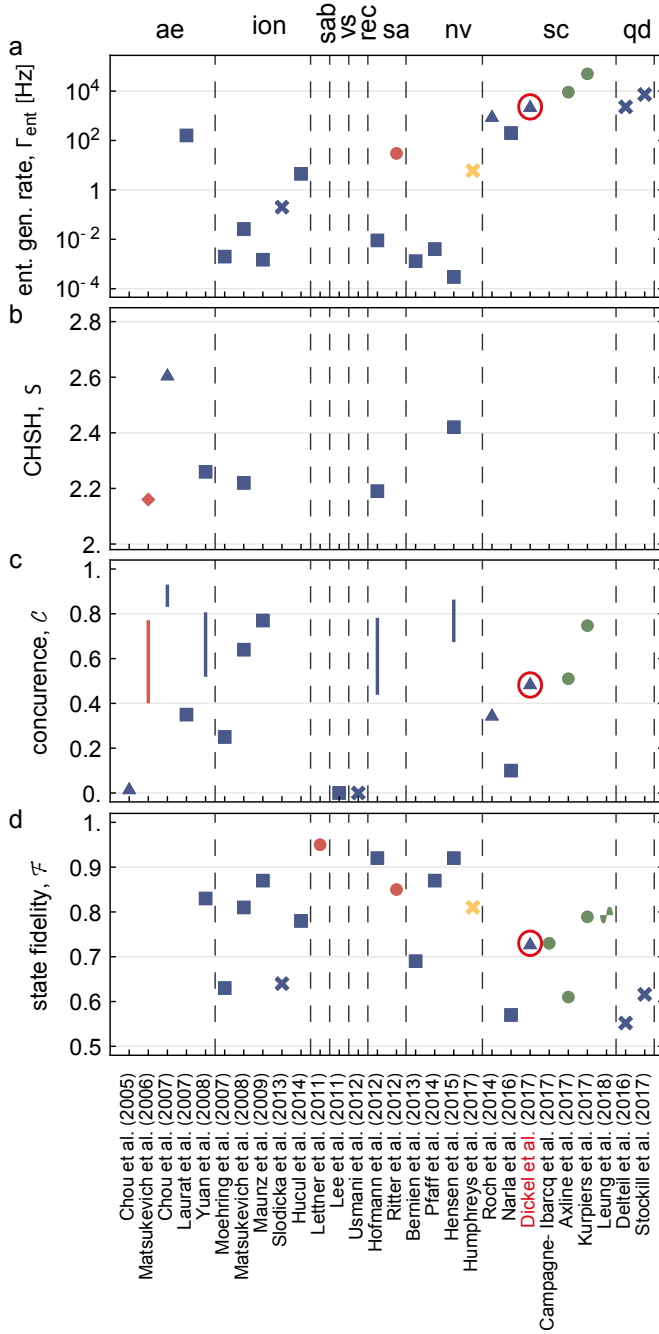 ae ion sab vs rec sa nv sc qd
a
ent. gen. rate, Γent [Hz]
10⁴
10²
1
10⁻²
10⁻⁴
b
CHSH, S
2.8
2.6
2.4
2.2
2.
c
concurence, C
1.
0.8
0.6
0.4
0.2
0.
d
state fidelity, F
1.
0.9
0.8
0.7
0.6
0.5
Chou et al. (2005)
Matsukevich et al. (2006)
Chou et al. (2007)
Laurat et al. (2007)
Yuan et al. (2008)
Moehring et al. (2007)
Matsukevich et al. (2008)
Maunz et al. (2009)
Slodicka et al. (2013)
Hucul et al. (2014)
Lettner et al. (2011)
Lee et al. (2011)
Usmani et al. (2012)
Hofmann et al. (2012)
Ritter et al. (2012)
Bernien et al. (2013)
Pfaff et al. (2014)
Hensen et al. (2015)
Humphreys et al. (2017)
Roch et al. (2014)
Narla et al. (2016)
Dickel et al. (2017)
Campagne- Ibarcq et al. (2017)
Axline et al. (2017)
Kurpiers et al. (2017)
Leung et al. (2018)
Delteil et al. (2016)
Stockill et al. (2017)